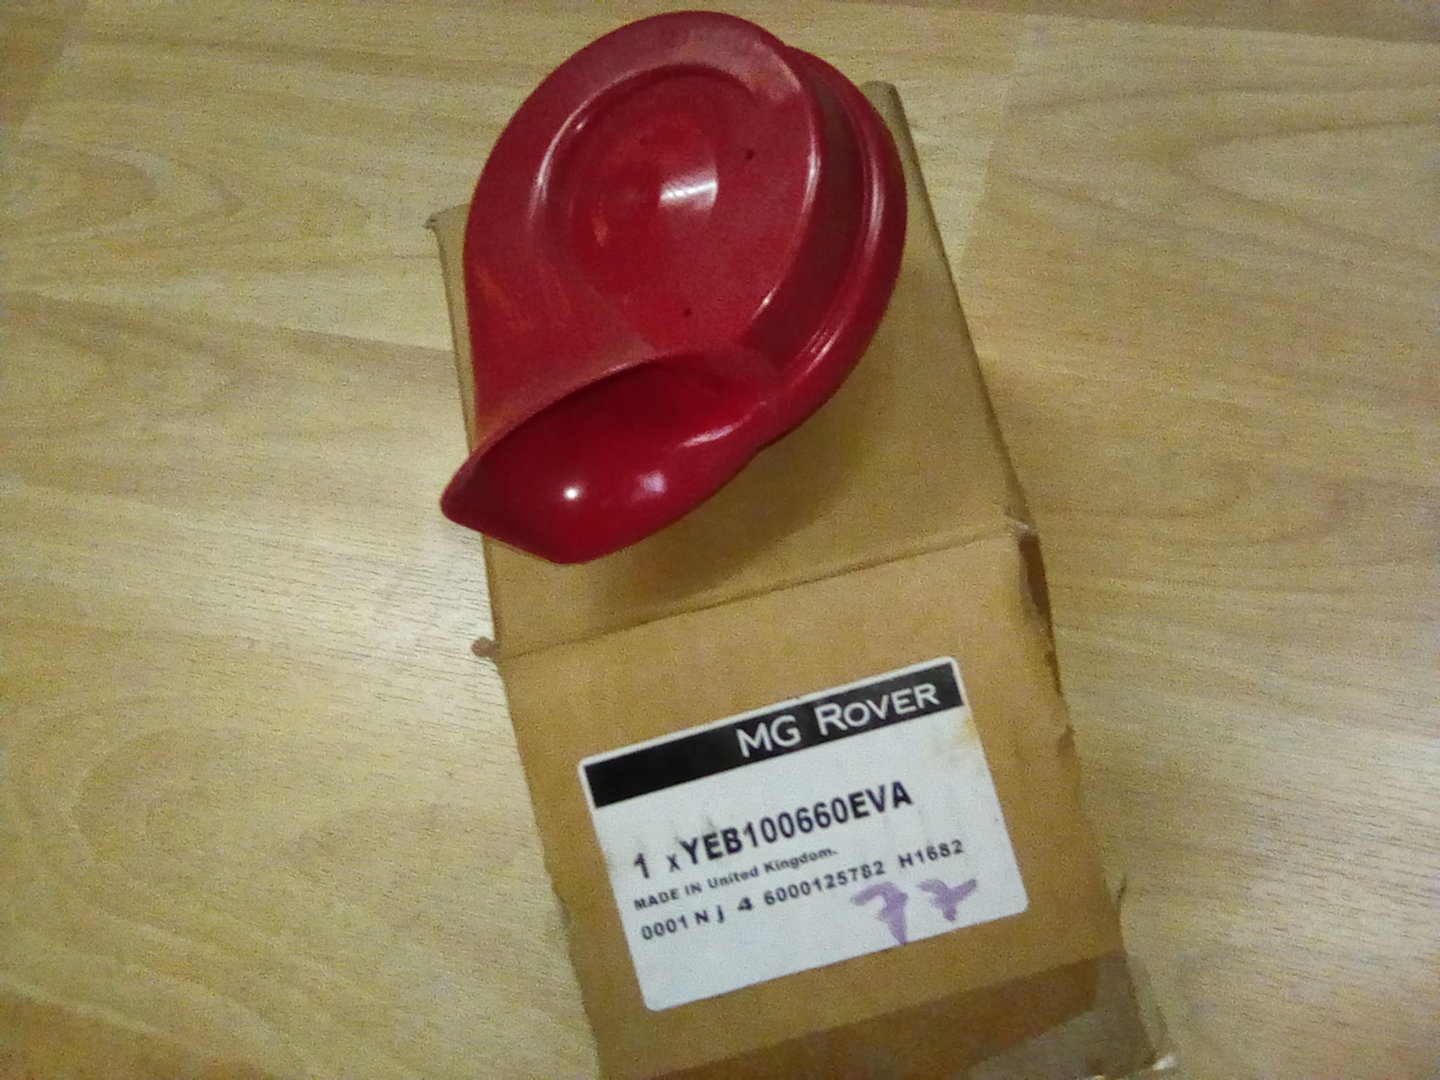 MG ROVER
1 x YEB100660EVA
MADE IN United Kingdom.
0001 N J 4 6000125782 H1682
77